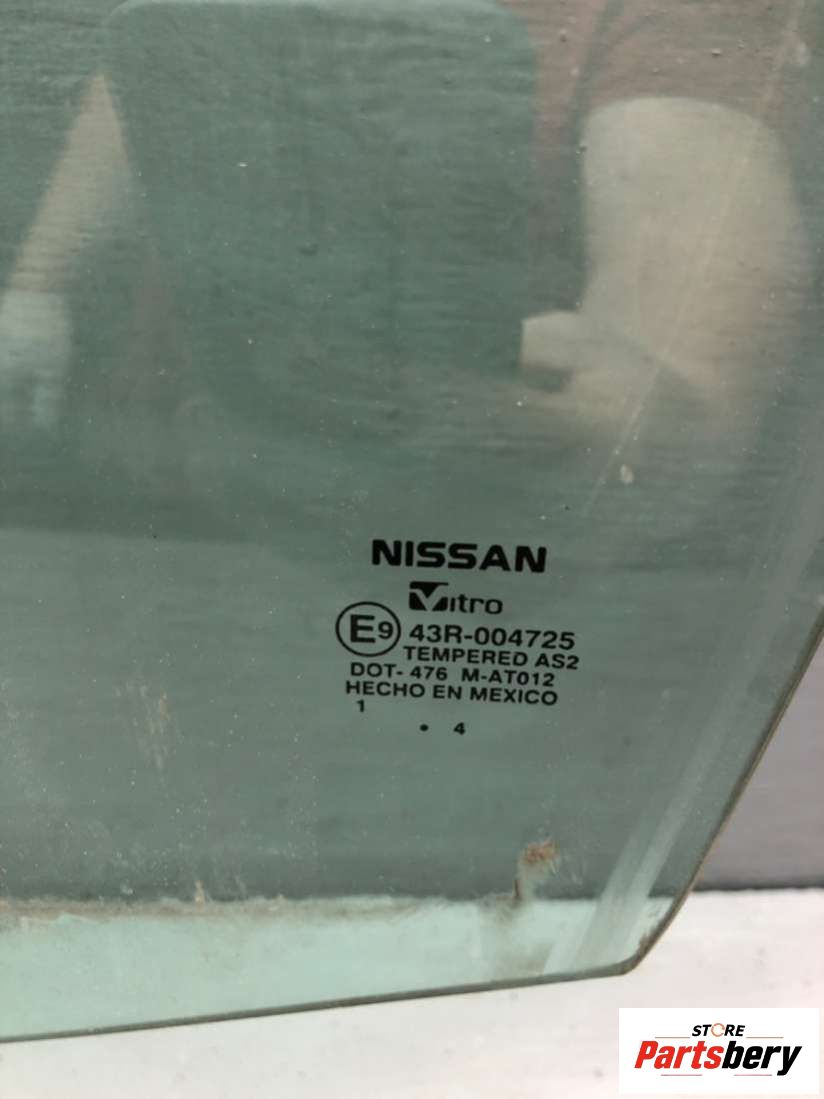 NISSAN
Vitro
E9 43R-004725
TEMPERED AS2
DOT- 476 M-AT012
HECHO EN MEXICO
1
• 4
STORE
Partsbery